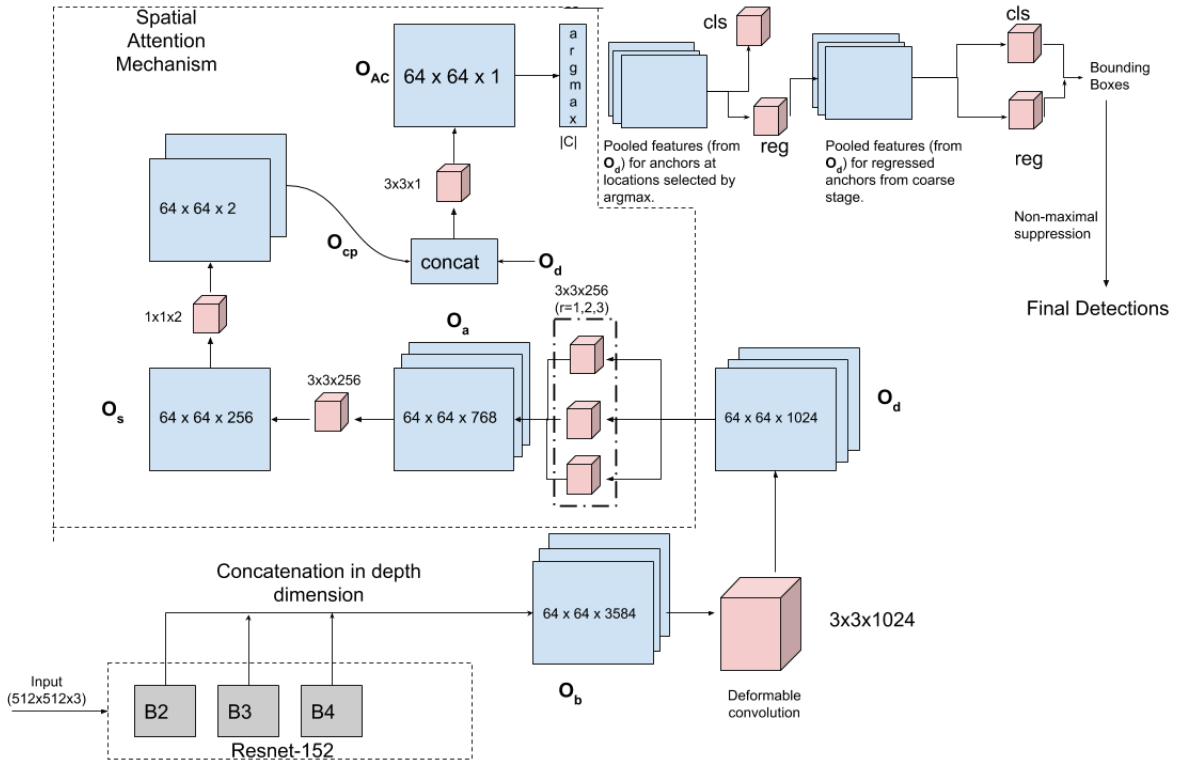 Spatial
Attention
Mechanism
O_AC
64 x 64 x 1
a
r
g
m
a
x
|C|
cls
reg
Pooled features (from
O_d) for anchors at
locations selected by
argmax.
Pooled features (from
O_d) for regressed
anchors from coarse
stage.
cls
reg
Bounding
Boxes
Non-maximal
suppression
Final Detections
3x3x1
64 x 64 x 2
O_cp
concat
O_d
1x1x2
3x3x256
(r=1,2,3)
O_a
O_s
64 x 64 x 256
3x3x256
64 x 64 x 768
64 x 64 x 1024
O_d
Concatenation in depth
dimension
64 x 64 x 3584
O_b
3x3x1024
Deformable
convolution
Input
(512x512x3)
B2
B3
B4
Resnet-152